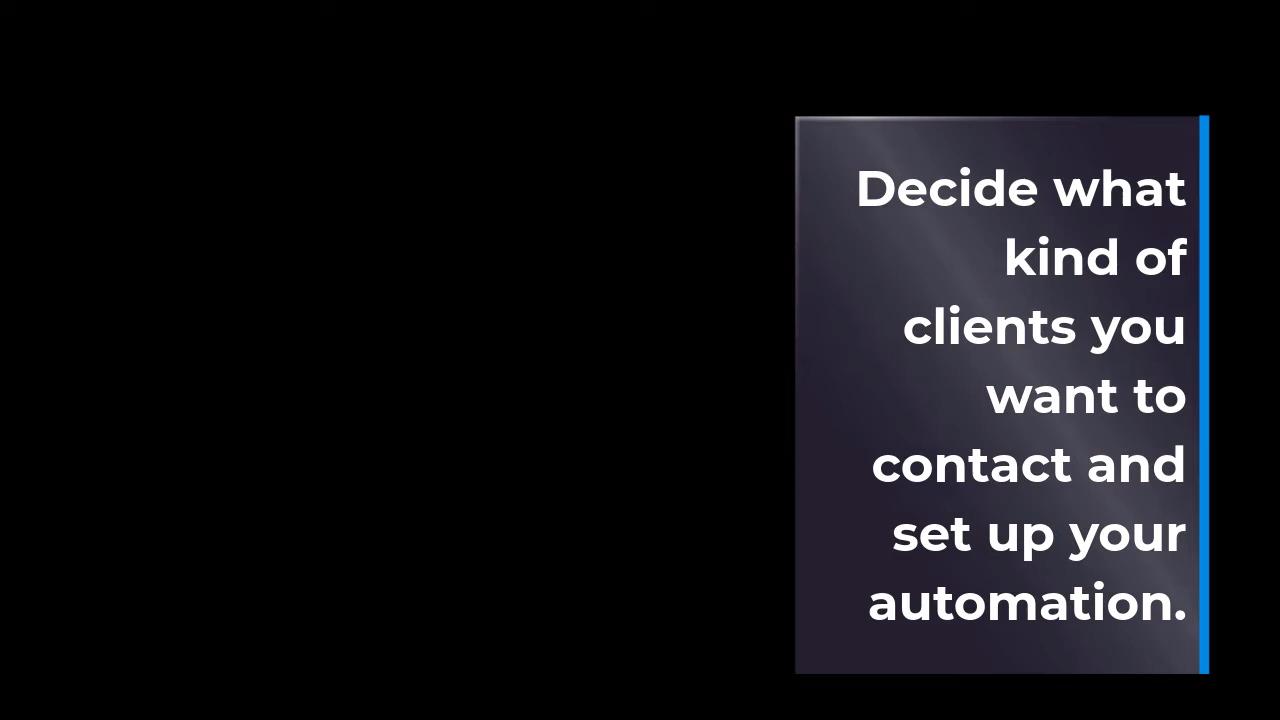 Decide what
kind of
clients you
want to
contact and
set up your
automation.